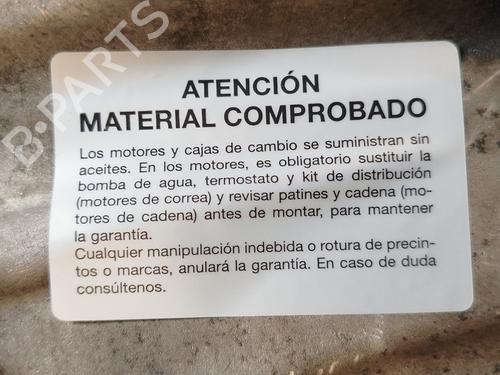 B-PARTS
ATENCIÓN
MATERIAL COMPROBADO
Los motores y cajas de cambio se suministran sin
aceites. En los motores, es obligatorio sustituir la
bomba de agua, termostato y kit de distribución
(motores de correa) y revisar patines y cadena (mo-
tores de cadena) antes de montar, para mantener
la garantía.
Cualquier manipulación indebida o rotura de precin-
tos o marcas, anulará la garantía. En caso de duda
consúltenos.